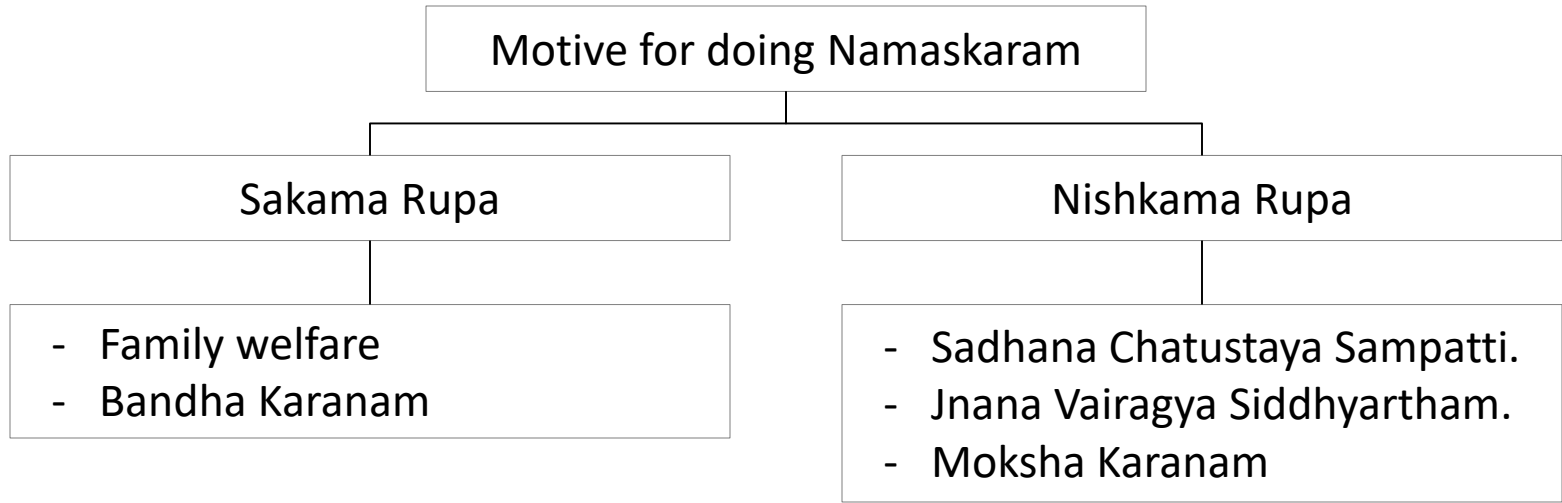 Motive for doing Namaskaram
Sakama Rupa
Nishkama Rupa
- Family welfare
- Bandha Karanam
- Sadhana Chatustaya Sampatti.
- Jnana Vairagya Siddhyartham.
- Moksha Karanam